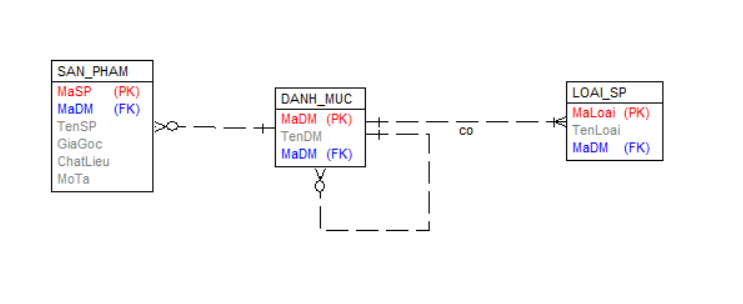 SAN_PHAM
MaSP (PK)
MaDM (FK)
TenSP
GiaGoc
ChatLieu
MoTa
DANH_MUC
MaDM (PK)
TenDM
MaDM (FK)
co
LOAI_SP
MaLoai (PK)
TenLoai
MaDM (FK)